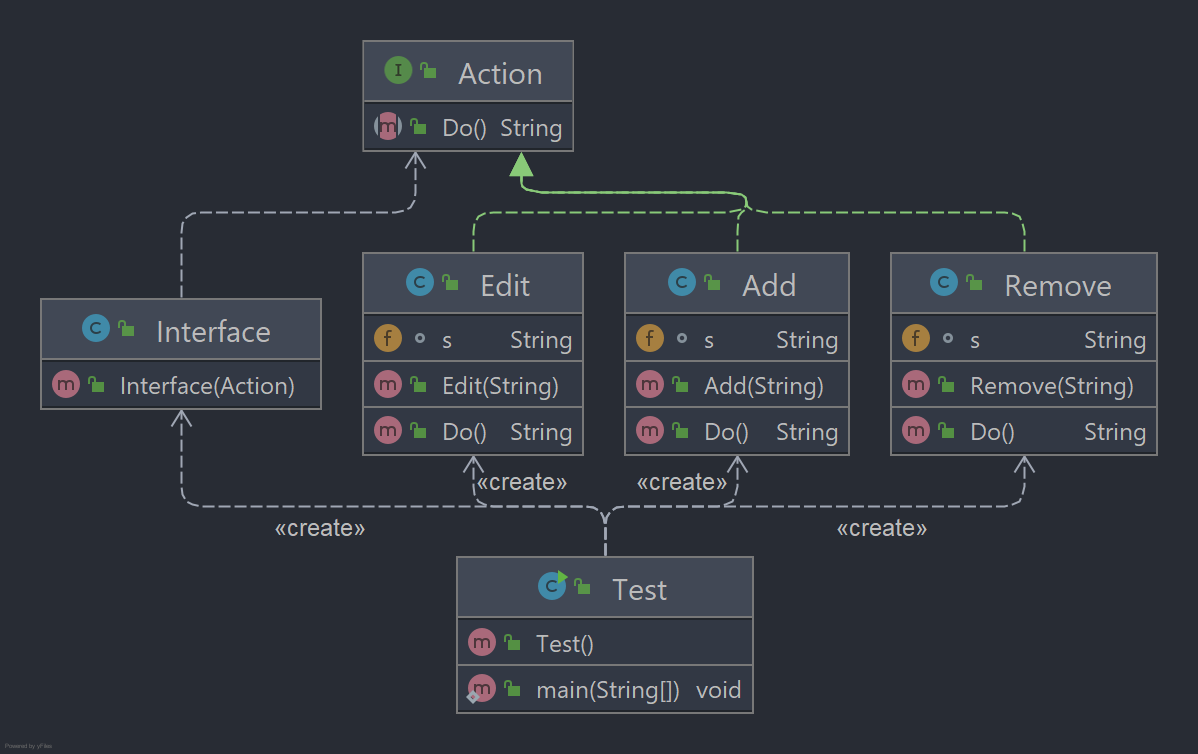 Action
Do() String
Interface
Interface(Action)
Edit
s String
Edit(String)
Do() String
Add
s String
Add(String)
Do() String
Remove
s String
Remove(String)
Do() String
«create»
«create»
«create»
«create»
Test
Test()
main(String[]) void
Powered by yFiles